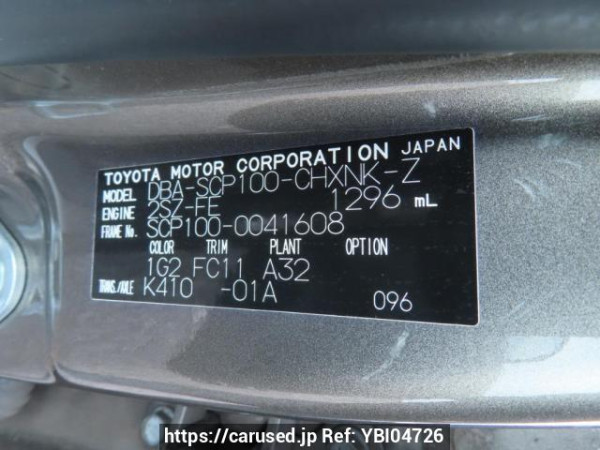 TOYOTA MOTOR CORPORATION JAPAN
MODEL DBA-SCP100-CHXNK-Z
ENGINE 2SZ-FE 1296 mL
FRAME No. SCP100-0041608
COLOR TRIM PLANT OPTION
1G2 FC11 A32
TRANS./AXLE K410 -01A 096
https://carused.jp Ref: YBI04726